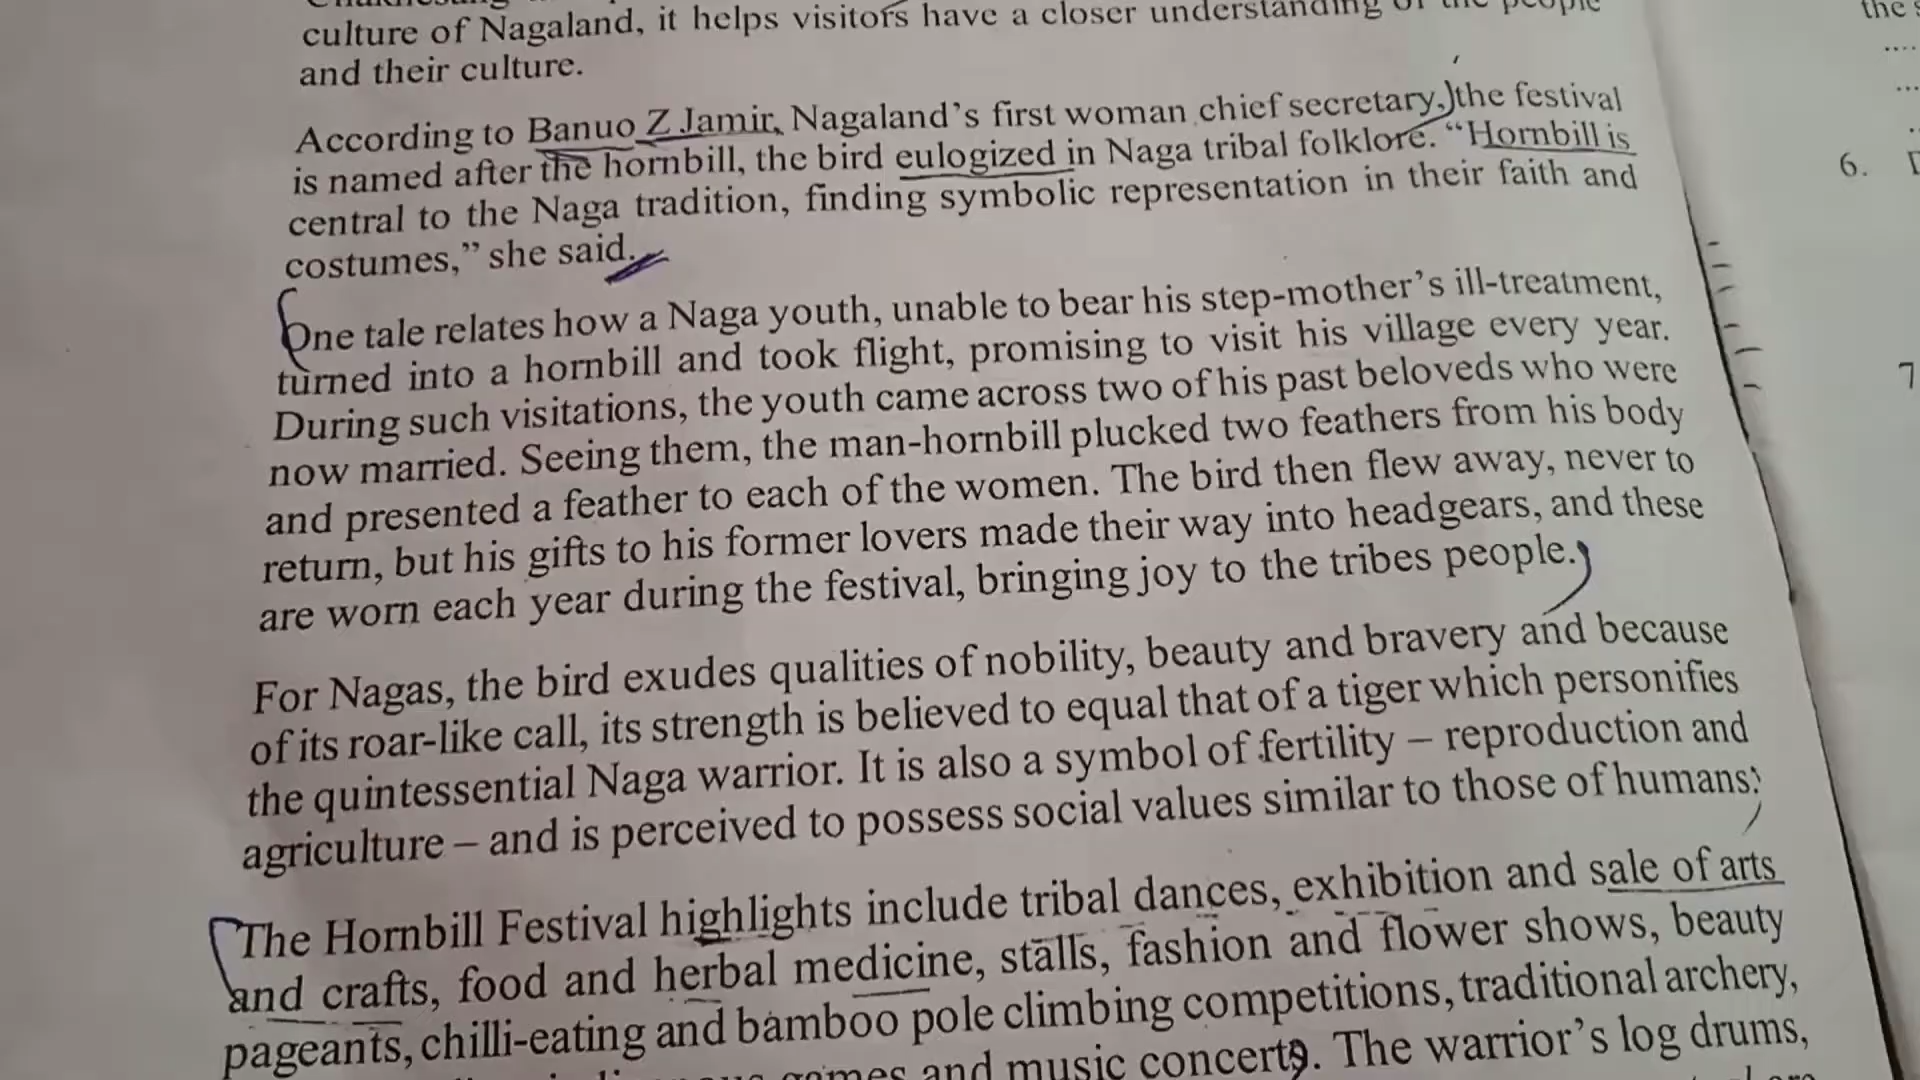 culture of Nagaland, it helps visitors have a closer understanding of the people
and their culture.
According to Banuo Z Jamir, Nagaland's first woman chief secretary, the festival
is named after the hornbill, the bird eulogized in Naga tribal folklore. "Hornbill is
central to the Naga tradition, finding symbolic representation in their faith and
costumes," she said.
One tale relates how a Naga youth, unable to bear his step-mother's ill-treatment,
turned into a hornbill and took flight, promising to visit his village every year.
During such visitations, the youth came across two of his past beloveds who were
now married. Seeing them, the man-hornbill plucked two feathers from his body
and presented a feather to each of the women. The bird then flew away, never to
return, but his gifts to his former lovers made their way into headgears, and these
are worn each year during the festival, bringing joy to the tribes people.
For Nagas, the bird exudes qualities of nobility, beauty and bravery and because
of its roar-like call, its strength is believed to equal that of a tiger which personifies
the quintessential Naga warrior. It is also a symbol of fertility – reproduction and
agriculture – and is perceived to possess social values similar to those of humans.
The Hornbill Festival highlights include tribal dances, exhibition and sale of arts
and crafts, food and herbal medicine, stalls, fashion and flower shows, beauty
pageants, chilli-eating and bamboo pole climbing competitions, traditional archery,
games and music concerts. The warrior's log drums,
the
6.
7